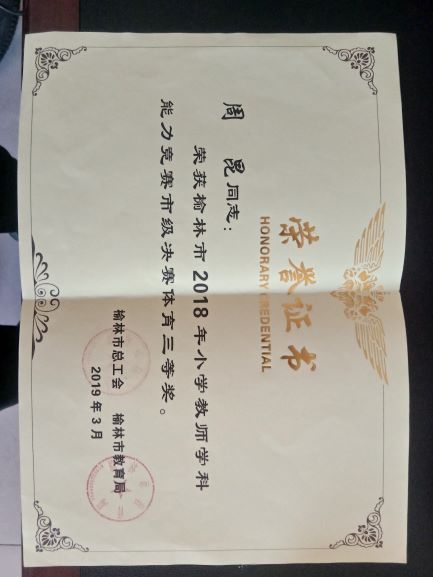 荣誉证书
HONORARY CREDENTIAL
周昆同志：
荣获榆林市2018年小学教师学科
能力竞赛市级决赛体育三等奖。
榆林市总工会 榆林市教育局
2019年3月